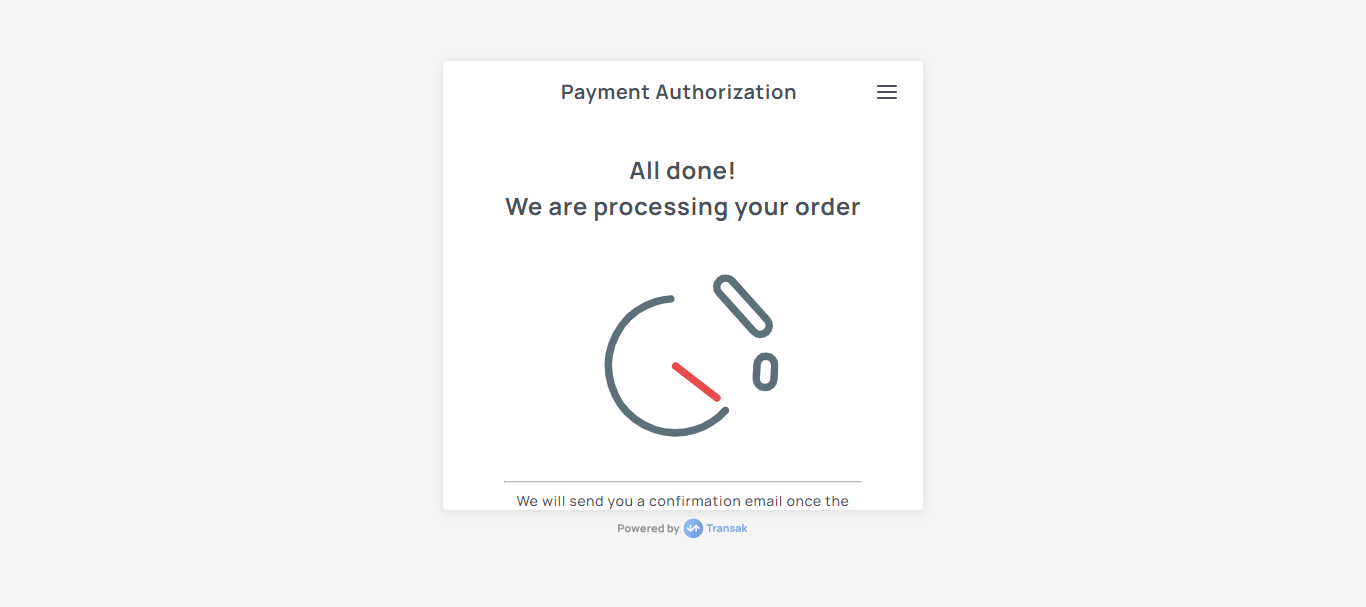 Payment Authorization
All done!
We are processing your order
We will send you a confirmation email once the
Powered by Transak